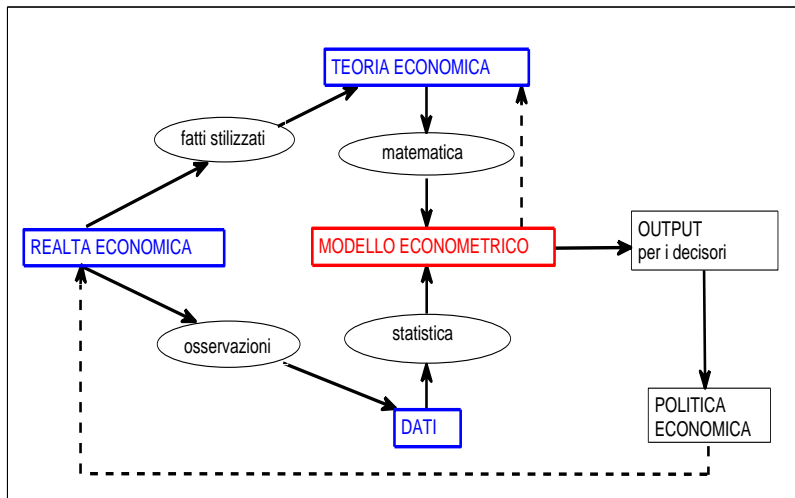 TEORIA ECONOMICA
fatti stilizzati
matematica
REALTA ECONOMICA
MODELLO ECONOMETRICO
OUTPUT
per i decisori
osservazioni
statistica
DATI
POLITICA
ECONOMICA